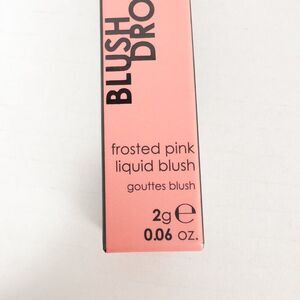 BLUSH
DRO
frosted pink
liquid blush
gouttes blush
2g ℮
0.06 oz.